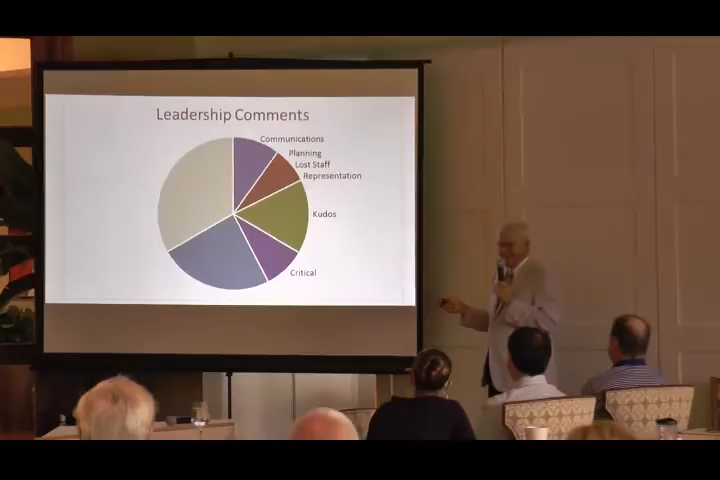 Leadership Comments
Communications
Planning
Lost Staff
Representation
Kudos
Critical